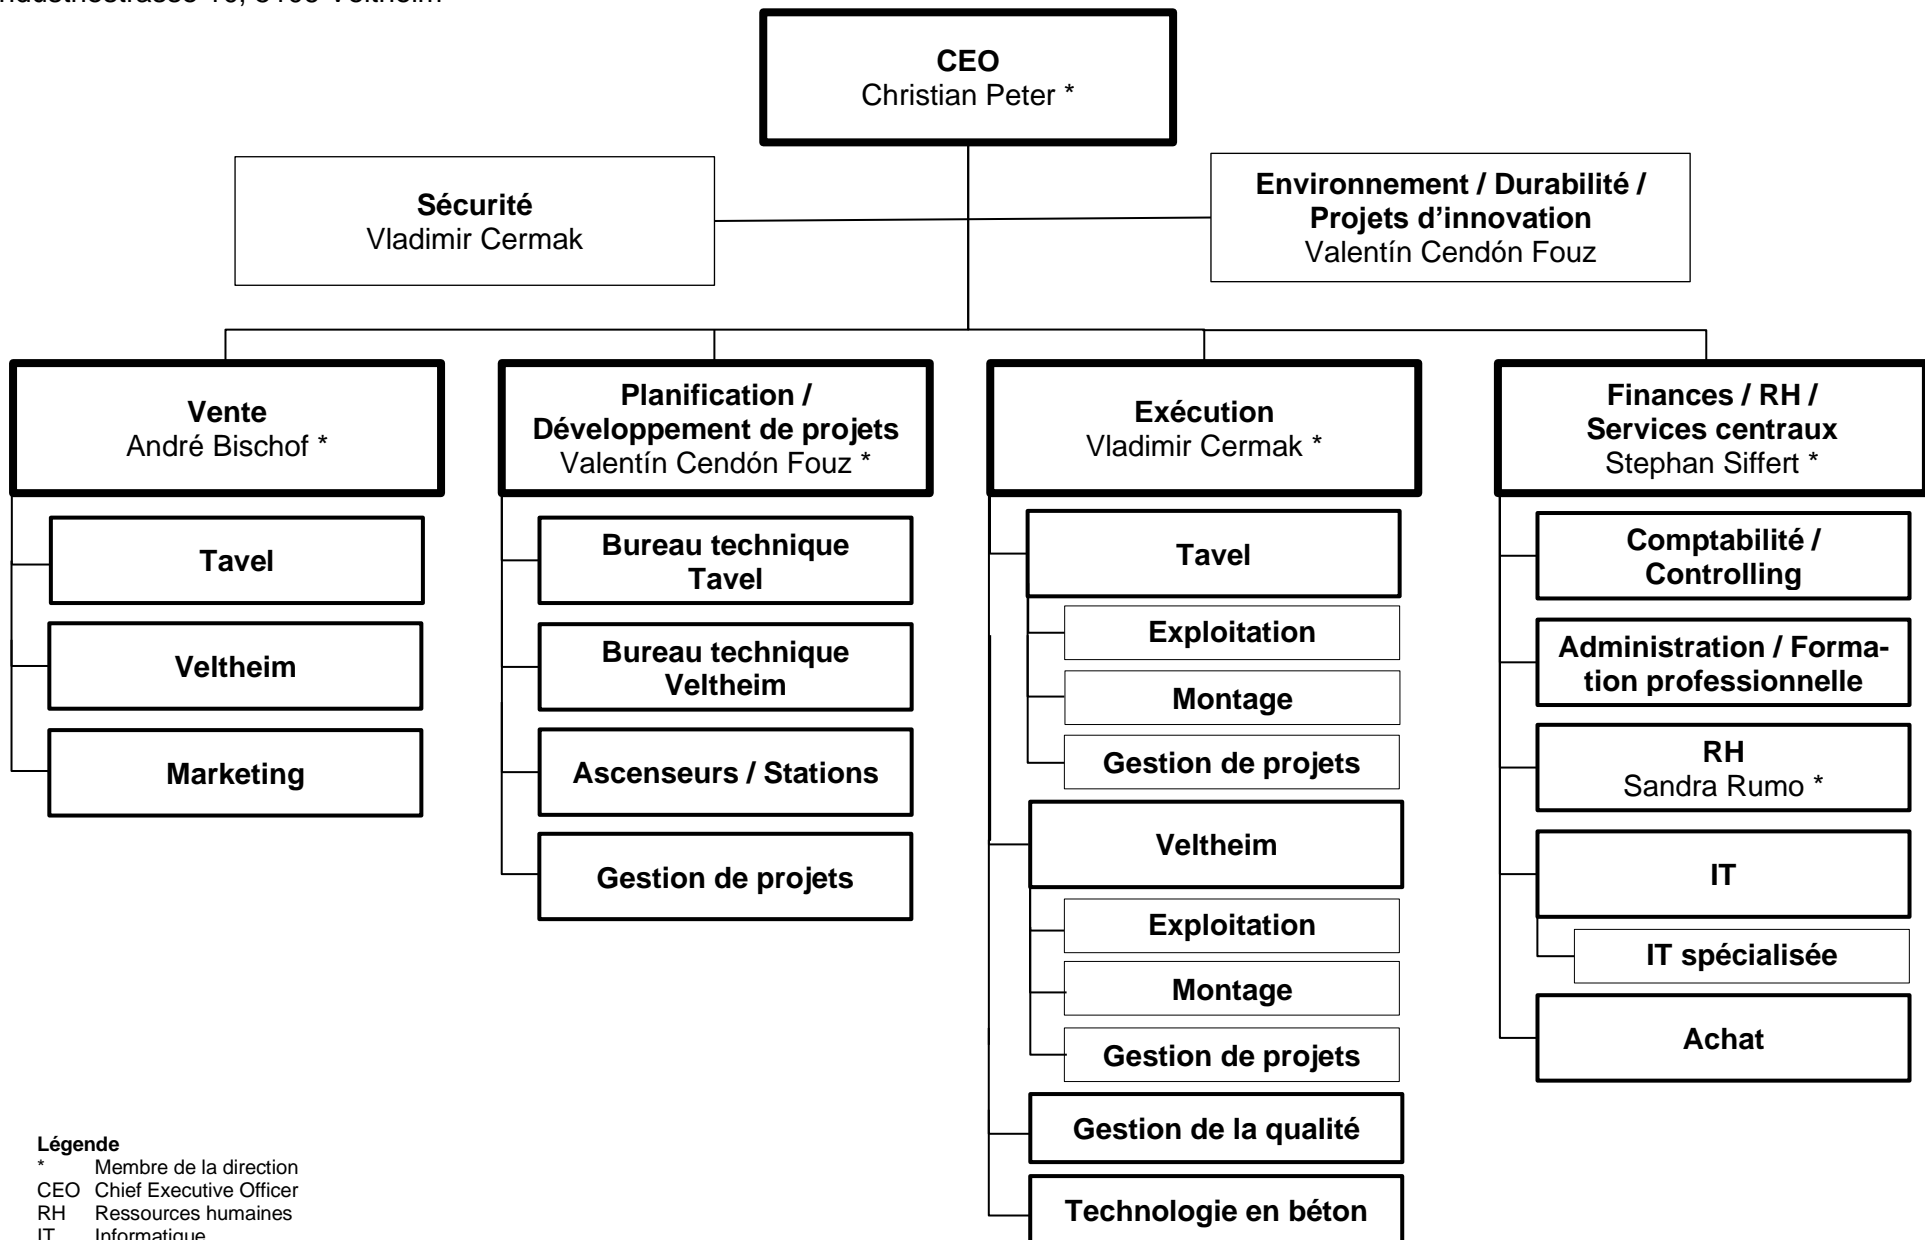 CEO
Christian Peter *
Sécurité
Vladimir Cermak
Environnement / Durabilité /
Projets d’innovation
Valentín Cendón Fouz
Vente
André Bischof *
Tavel
Veltheim
Marketing
Planification /
Développement de projets
Valentín Cendón Fouz *
Bureau technique
Tavel
Bureau technique
Veltheim
Ascenseurs / Stations
Gestion de projets
Exécution
Vladimir Cermak *
Tavel
Exploitation
Montage
Gestion de projets
Veltheim
Exploitation
Montage
Gestion de projets
Gestion de la qualité
Technologie en béton
Finances / RH /
Services centraux
Stephan Siffert *
Comptabilité /
Controlling
Administration / Forma-
tion professionnelle
RH
Sandra Rumo *
IT
IT spécialisée
Achat
Légende
* Membre de la direction
CEO Chief Executive Officer
RH Ressources humaines
IT Informatique